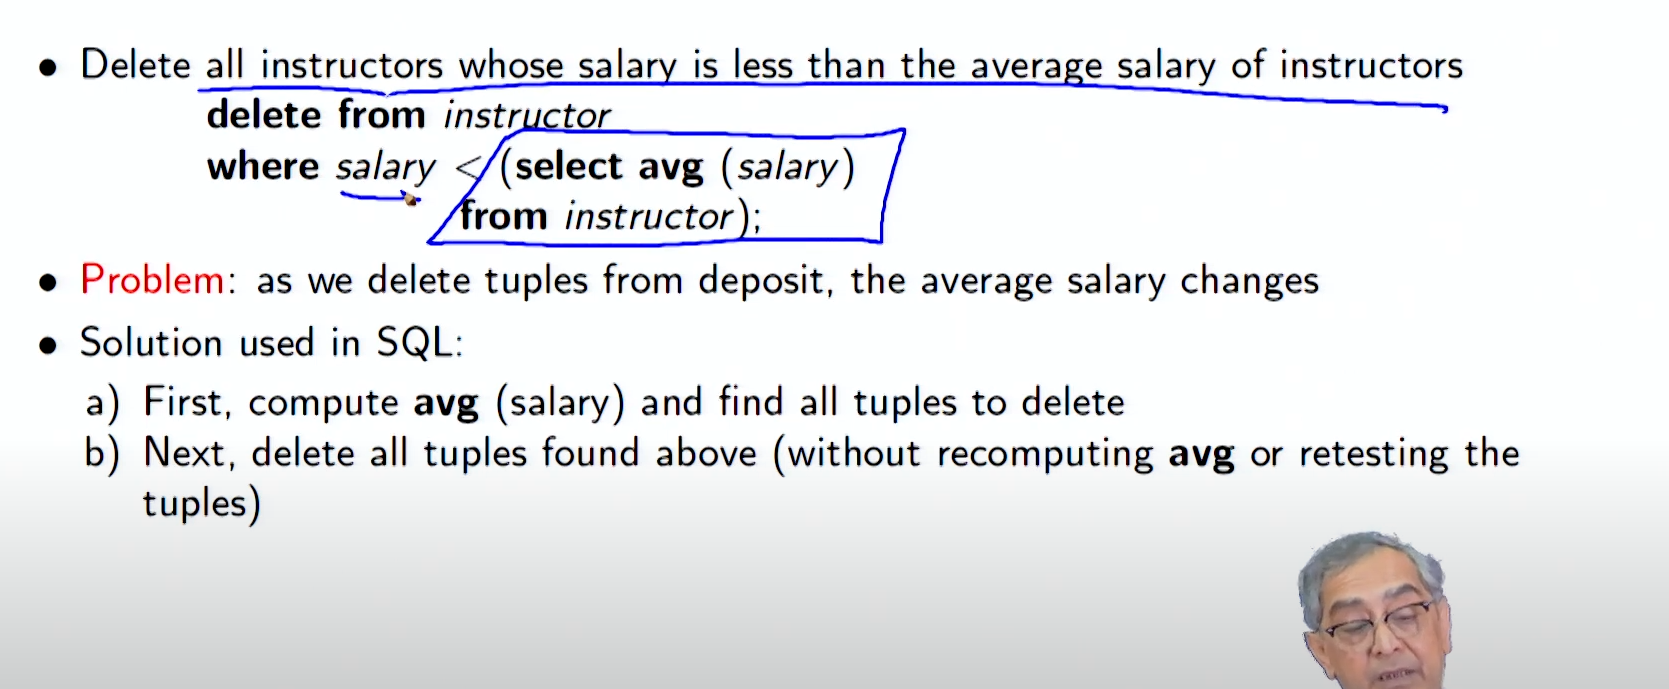 • Delete all instructors whose salary is less than the average salary of instructors
delete from instructor
where salary < (select avg (salary)
from instructor);
• Problem: as we delete tuples from deposit, the average salary changes
• Solution used in SQL:
a) First, compute avg (salary) and find all tuples to delete
b) Next, delete all tuples found above (without recomputing avg or retesting the
tuples)